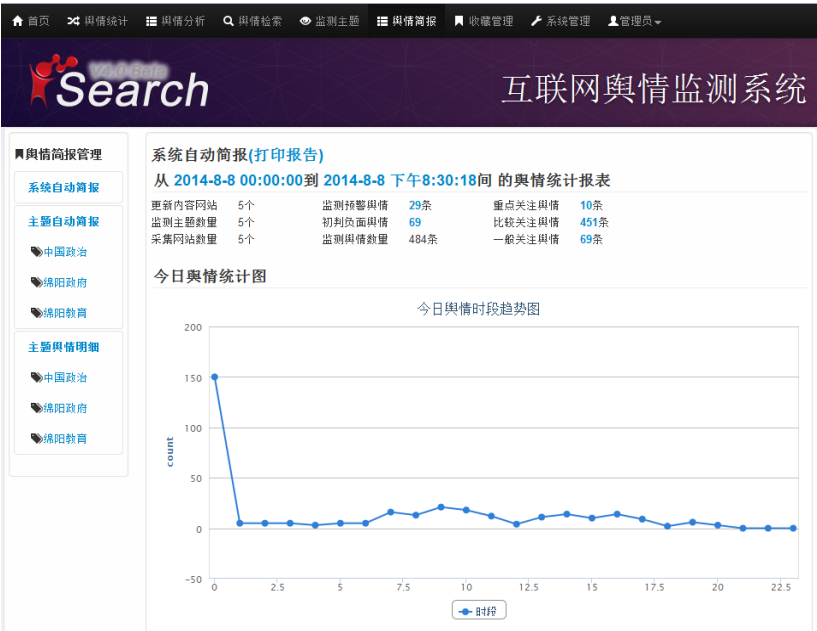 首页 舆情统计 舆情分析 舆情检索 监测主题 舆情简报 收藏管理 系统管理 管理员
V4.0 Beta
iSearch 互联网舆情监测系统
舆情简报管理
系统自动简报
主题自动简报
中国政治
绵阳政府
绵阳教育
主题舆情明细
中国政治
绵阳政府
绵阳教育
系统自动简报(打印报告)
从 2014-8-8 00:00:00到 2014-8-8 下午8:30:18间 的舆情统计报表
更新内容网站 5个 监测预警舆情 29条 重点关注舆情 10条
监测主题数量 5个 初判负面舆情 69 比较关注舆情 451条
采集网站数量 5个 监测舆情数量 484条 一般关注舆情 69条
今日舆情统计图
今日舆情时段趋势图
200
150
100
50
0
-50
count
0 2.5 5 7.5 10 12.5 15 17.5 20 22.5
时段